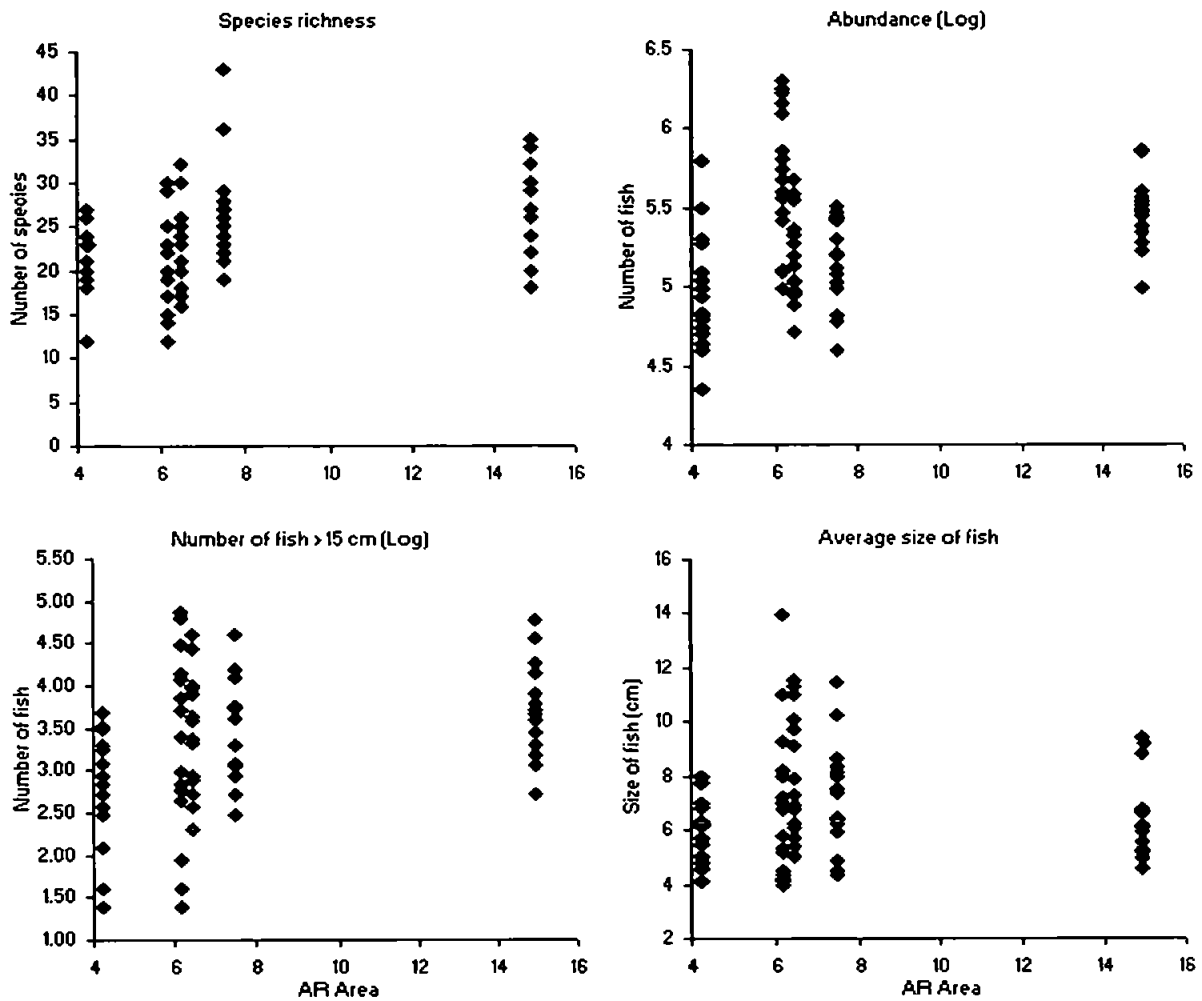 Species richness
Number of species
45
40
35
30
25
20
15
10
5
0
4 6 8 10 12 14 16
Abundance (Log)
Number of fish
6.5
6
5.5
5
4.5
4
4 6 8 10 12 14 16
Number of fish > 15 cm (Log)
Number of fish
5.50
5.00
4.50
4.00
3.50
3.00
2.50
2.00
1.50
1.00
4 6 8 10 12 14 16
AR Area
Average size of fish
Size of fish (cm)
16
14
12
10
8
6
4
2
4 6 8 10 12 14 16
AR Area